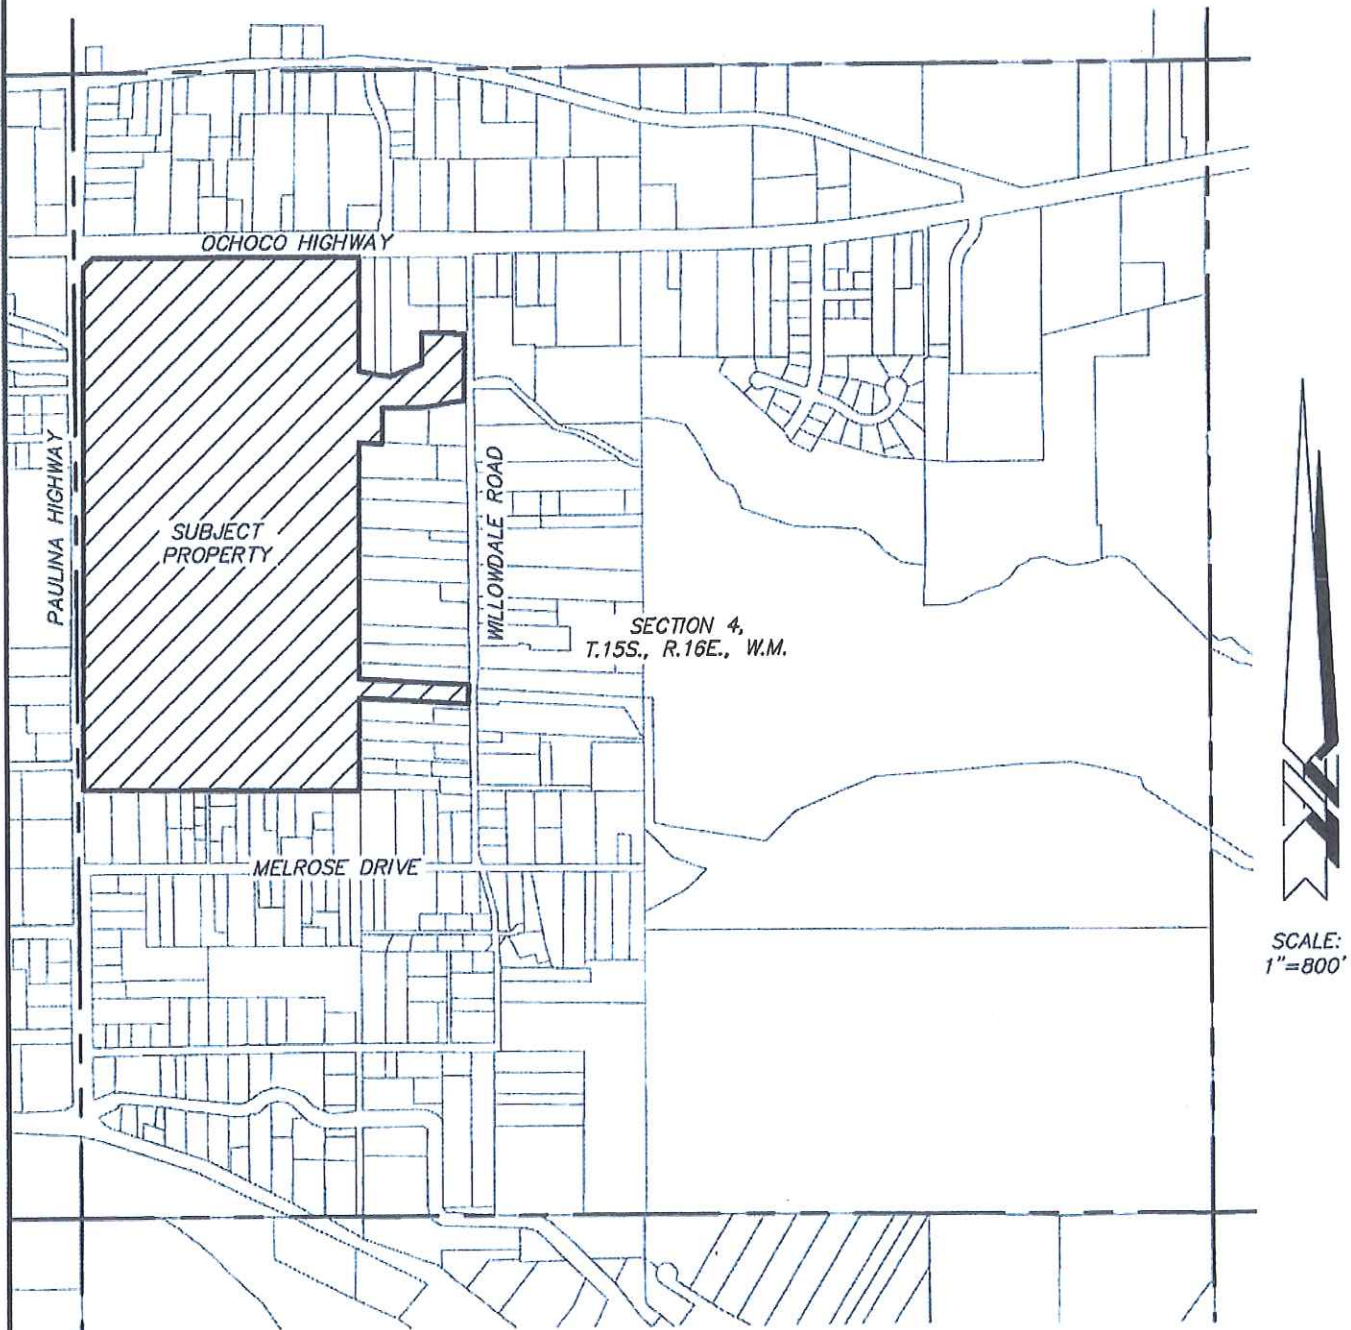 OCHOCO HIGHWAY
PAULINA HIGHWAY
SUBJECT
PROPERTY
WILLOWDALE ROAD
SECTION 4,
T.15S., R.16E., W.M.
MELROSE DRIVE
SCALE:
1"=800'